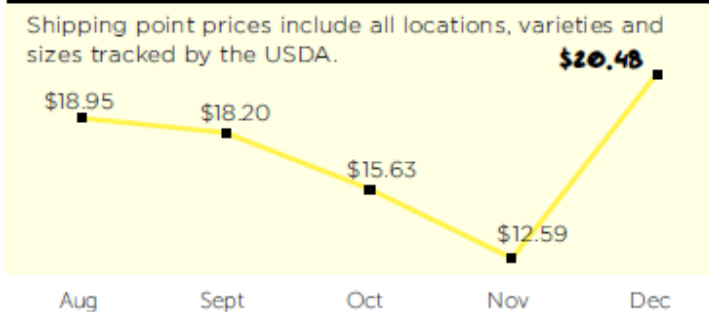 Shipping point prices include all locations, varieties and
sizes tracked by the USDA.
$20.48
$18.95
$18.20
$15.63
$12.59
Aug Sept Oct Nov Dec